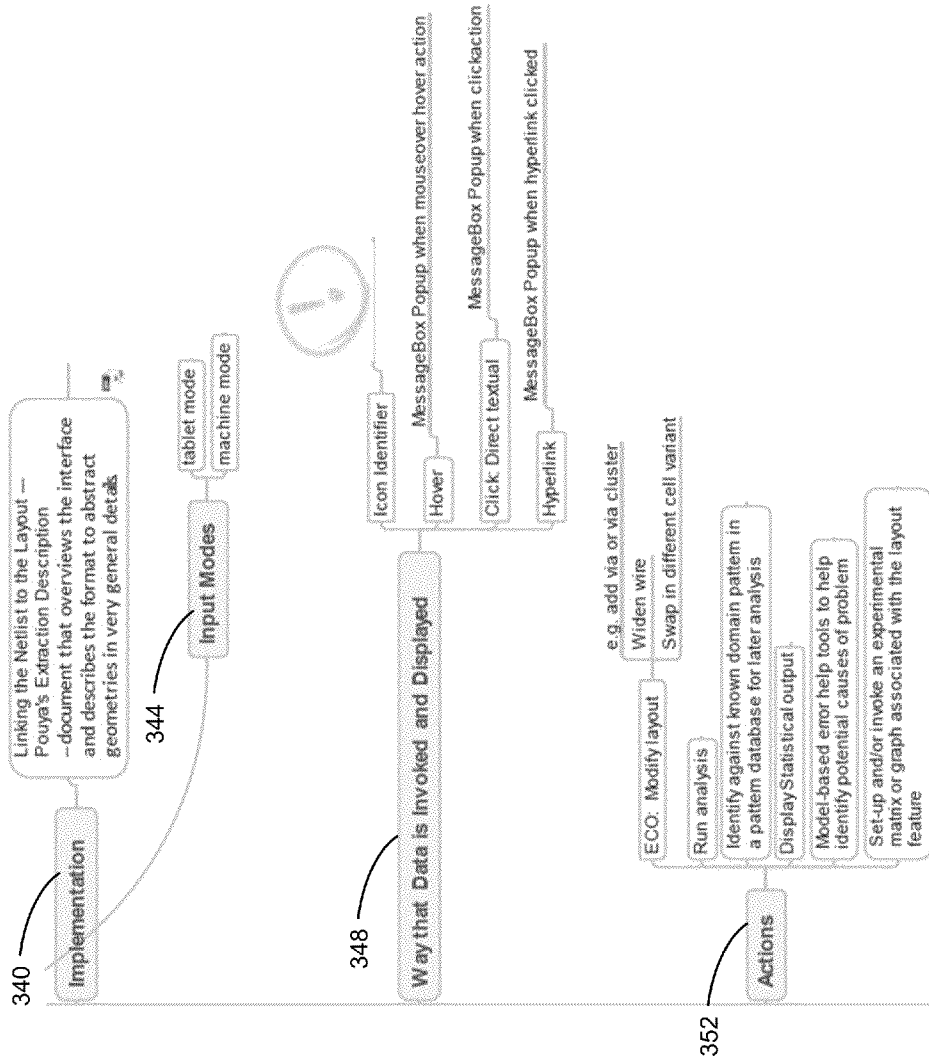 340
Implementation
Linking the Netlist to the Layout —
Pouya's Extraction Description
—document that overviews the interface
and describes the format to abstract
geometries in very general details
344
Input Modes
tablet mode
machine mode
348
Way that Data is Invoked and Displayed
Icon Identifier
!
Hover
MessageBox Popup when mouseover hover action
Click: Direct textual
MessageBox Popup when clickaction
Hyperlink
MessageBox Popup when hyperlink clicked
352
Actions
ECO: Modify layout
e.g. add via or via cluster
Widen wire
Swap in different cell variant
Run analysis
Identify against known domain pattern in
a pattern database for later analysis
Display Statistical output
Model-based error help tools to help
identify potential causes of problem
Set-up and/or invoke an experimental
matrix or graph associated with the layout
feature